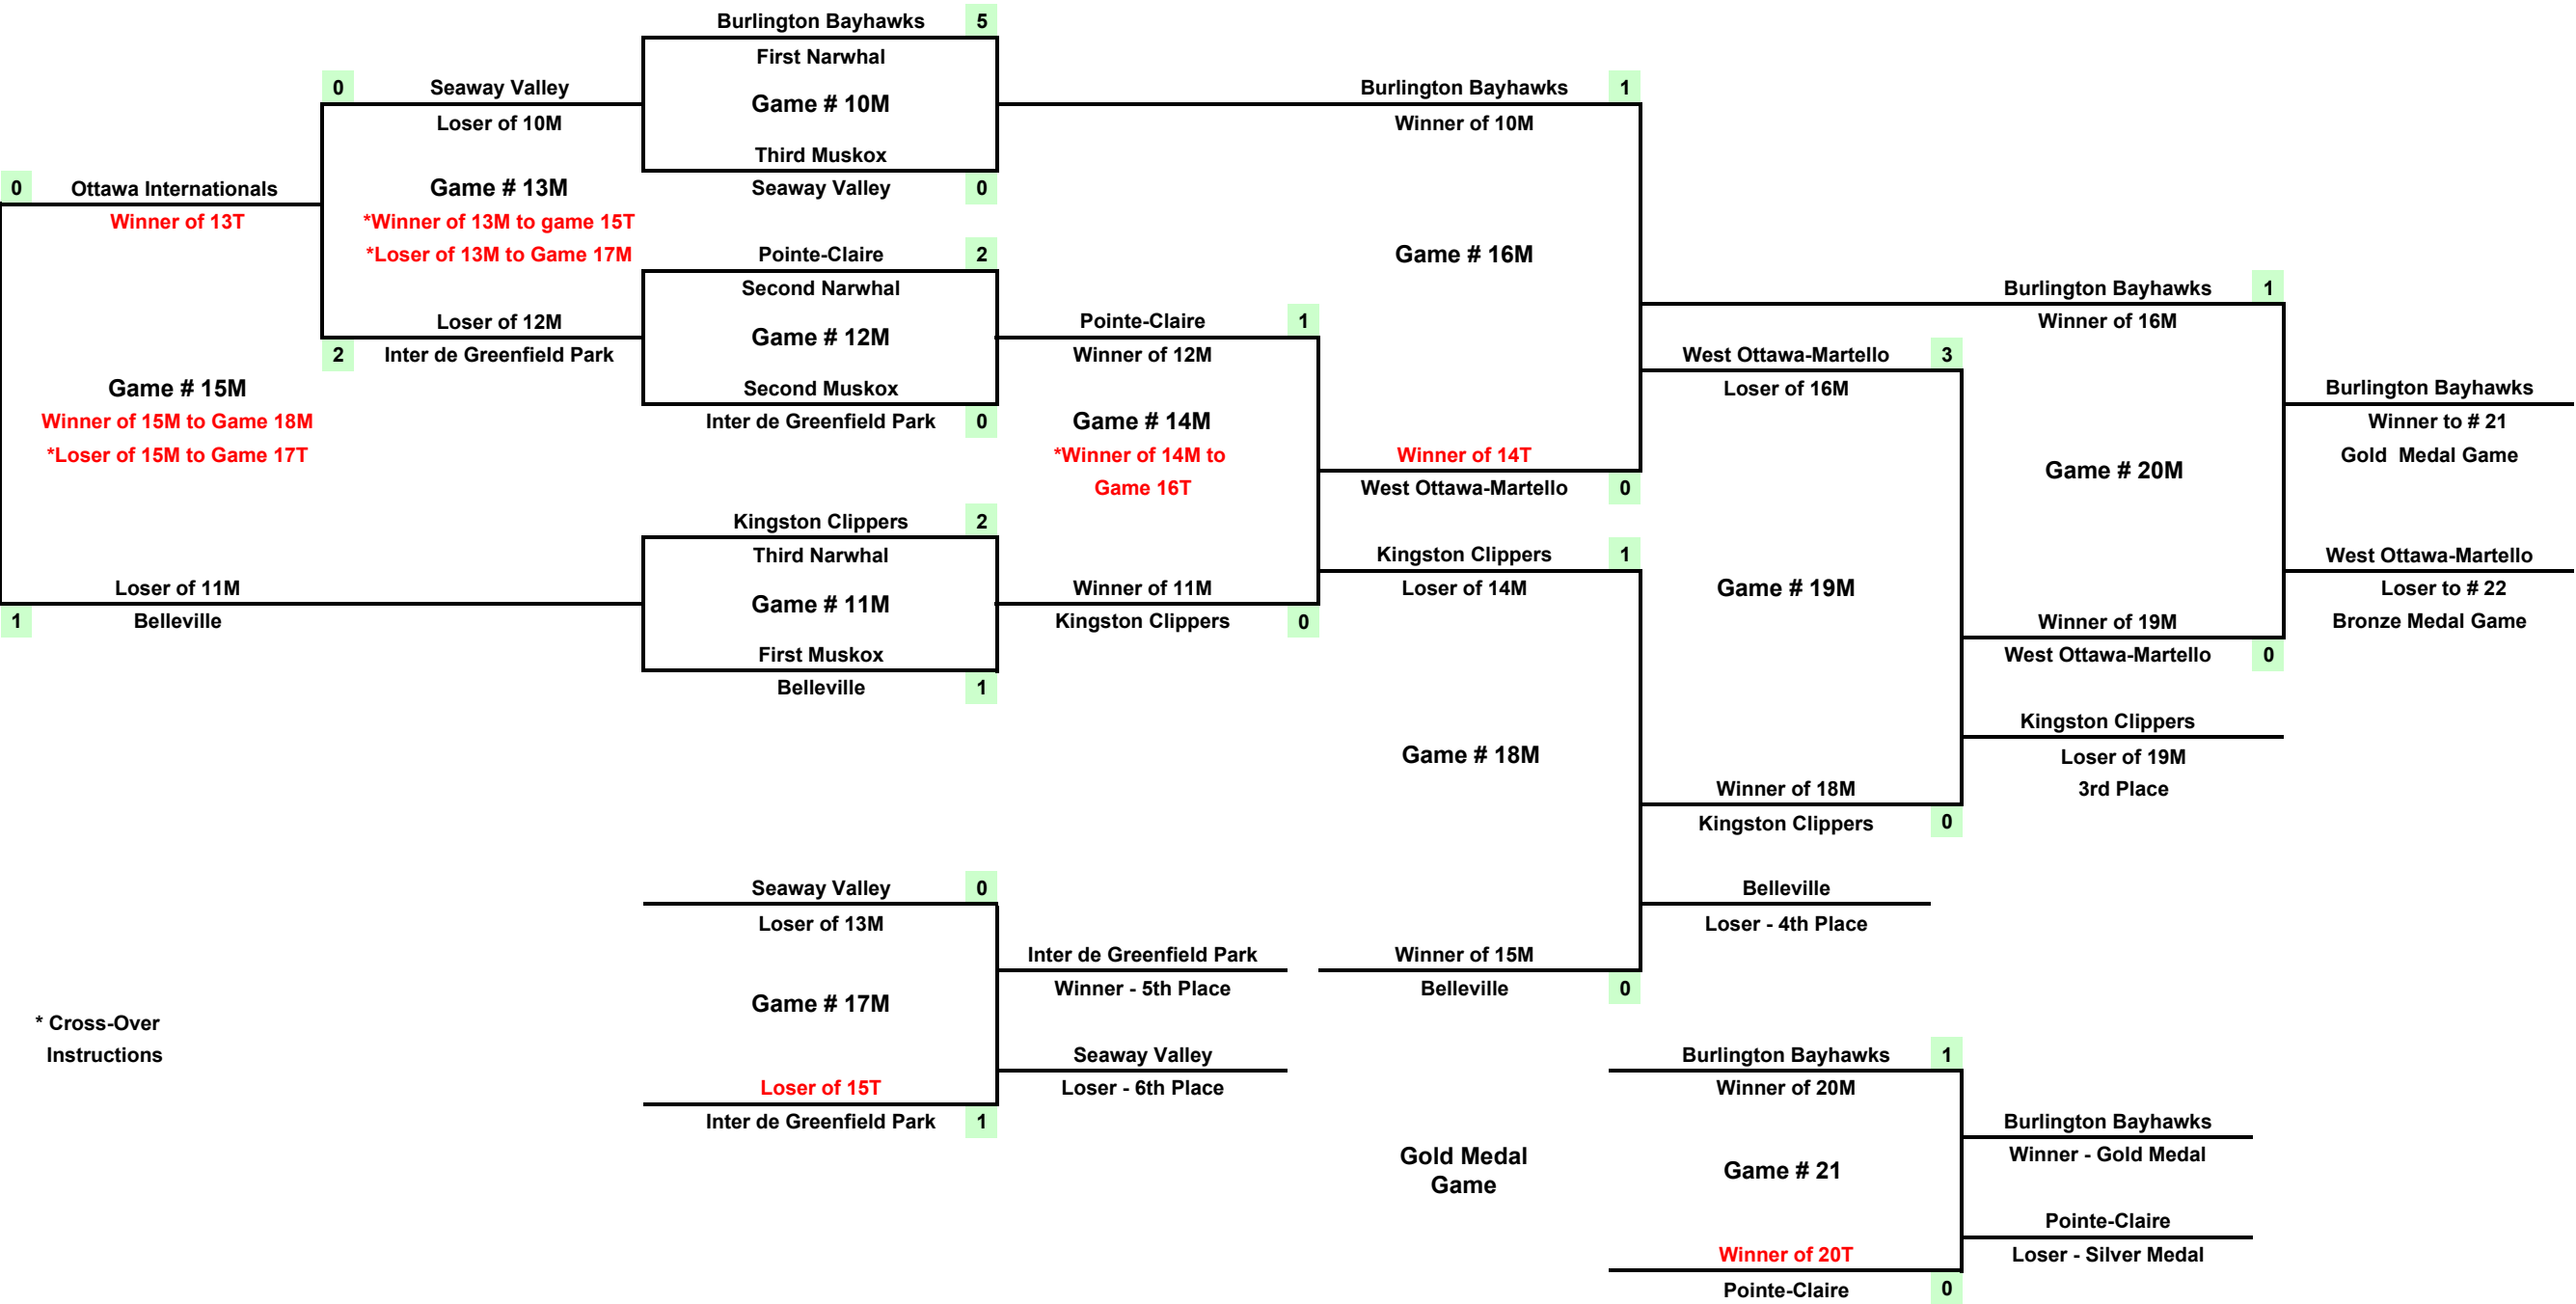 Burlington Bayhawks 5
First Narwhal
0 Seaway Valley Burlington Bayhawks 1
Game # 10M
Loser of 10M Winner of 10M
Third Muskox
0 Ottawa Internationals Game # 13M Seaway Valley 0
Winner of 13T *Winner of 13M to game 15T
*Loser of 13M to Game 17M Pointe-Claire 2 Game # 16M
Second Narwhal Burlington Bayhawks 1
Loser of 12M Pointe-Claire 1 Winner of 16M
Game # 12M
2 Inter de Greenfield Park Winner of 12M West Ottawa-Martello 3
Game # 15M Second Muskox Loser of 16M Burlington Bayhawks
Winner of 15M to Game 18M Inter de Greenfield Park 0 Game # 14M Winner to # 21
*Loser of 15M to Game 17T *Winner of 14M to Winner of 14T Gold Medal Game
Game # 20M
Game 16T West Ottawa-Martello 0
Kingston Clippers 2
Third Narwhal Kingston Clippers 1 West Ottawa-Martello
Loser of 11M Winner of 11M Loser of 14M Game # 19M Loser to # 22
Game # 11M
1 Belleville Kingston Clippers 0 Winner of 19M Bronze Medal Game
First Muskox West Ottawa-Martello 0
Belleville 1
Kingston Clippers
Game # 18M Loser of 19M
Winner of 18M 3rd Place
Kingston Clippers 0
Seaway Valley 0 Belleville
Loser of 13M Loser - 4th Place
Inter de Greenfield Park Winner of 15M
Winner - 5th Place Belleville 0
Game # 17M
* Cross-Over
Instructions Seaway Valley Burlington Bayhawks 1
Loser of 15T Loser - 6th Place Winner of 20M
Inter de Greenfield Park 1 Burlington Bayhawks
Gold Medal Winner - Gold Medal
Game # 21
Game
Pointe-Claire
Winner of 20T Loser - Silver Medal
Pointe-Claire 0